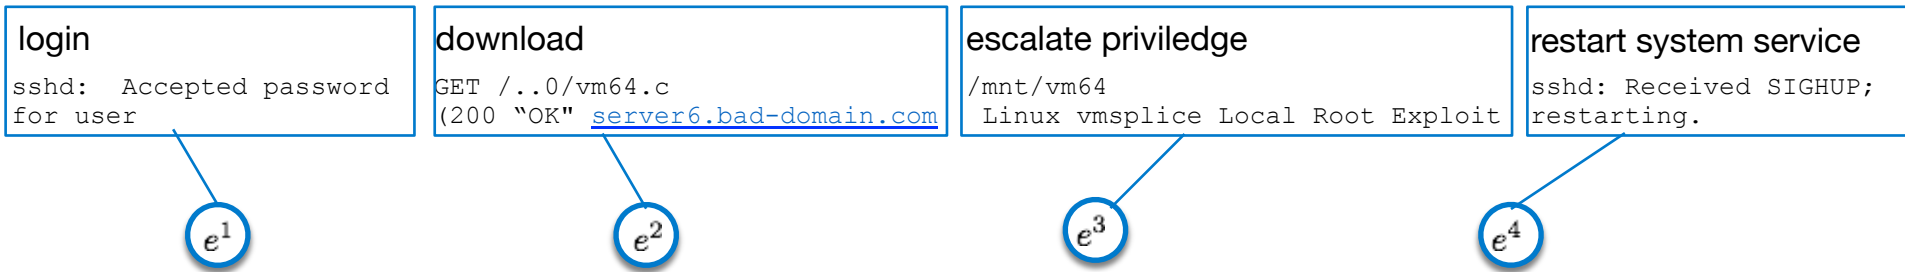 login
sshd:  Accepted password
for user
download
GET /..0/vm64.c
(200 “OK" server6.bad-domain.com
escalate priviledge
/mnt/vm64
Linux vmsplice Local Root Exploit
restart system service
sshd: Received SIGHUP;
restarting.
e¹
e²
e³
e⁴